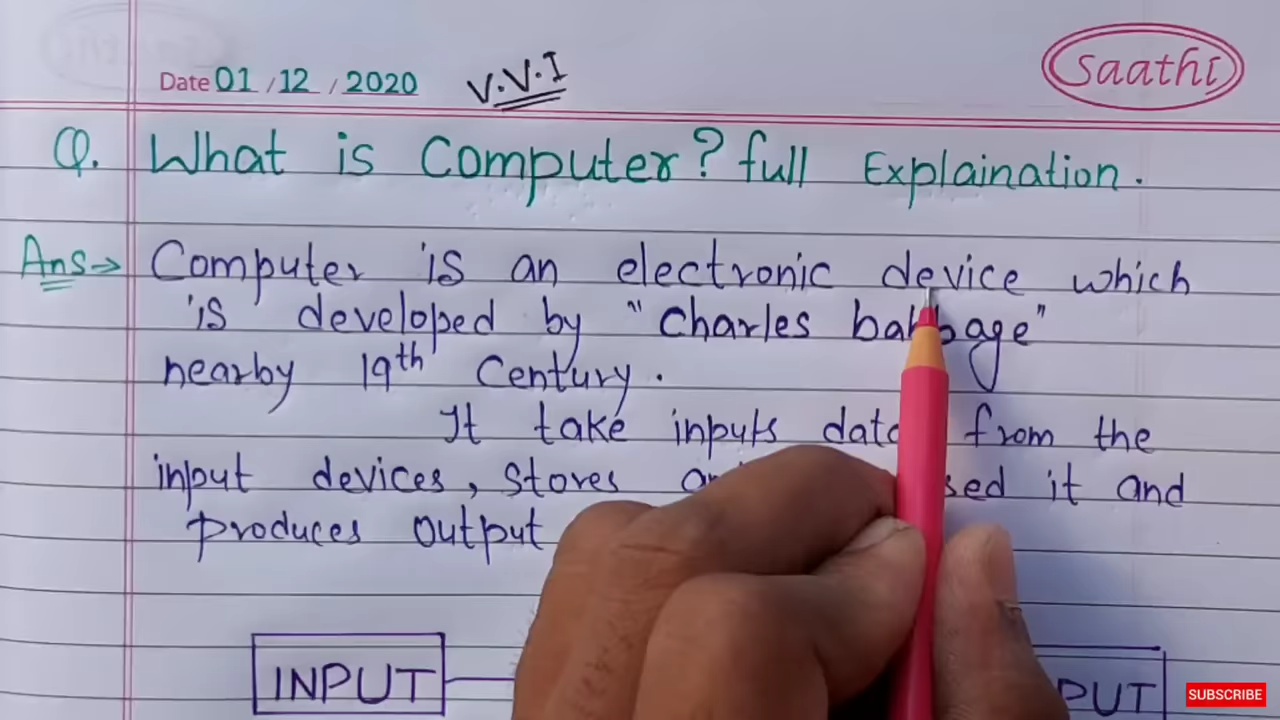 Saathi
Date 01 / 12 / 2020 V.V.I
Q. What is Computer? full Explaination.
Ans→ Computer is an electronic device which
is developed by "Charles babbage"
nearby 19th Century.
It take inputs data from the
input devices, stores it and
produces output
INPUT
SUBSCRIBE